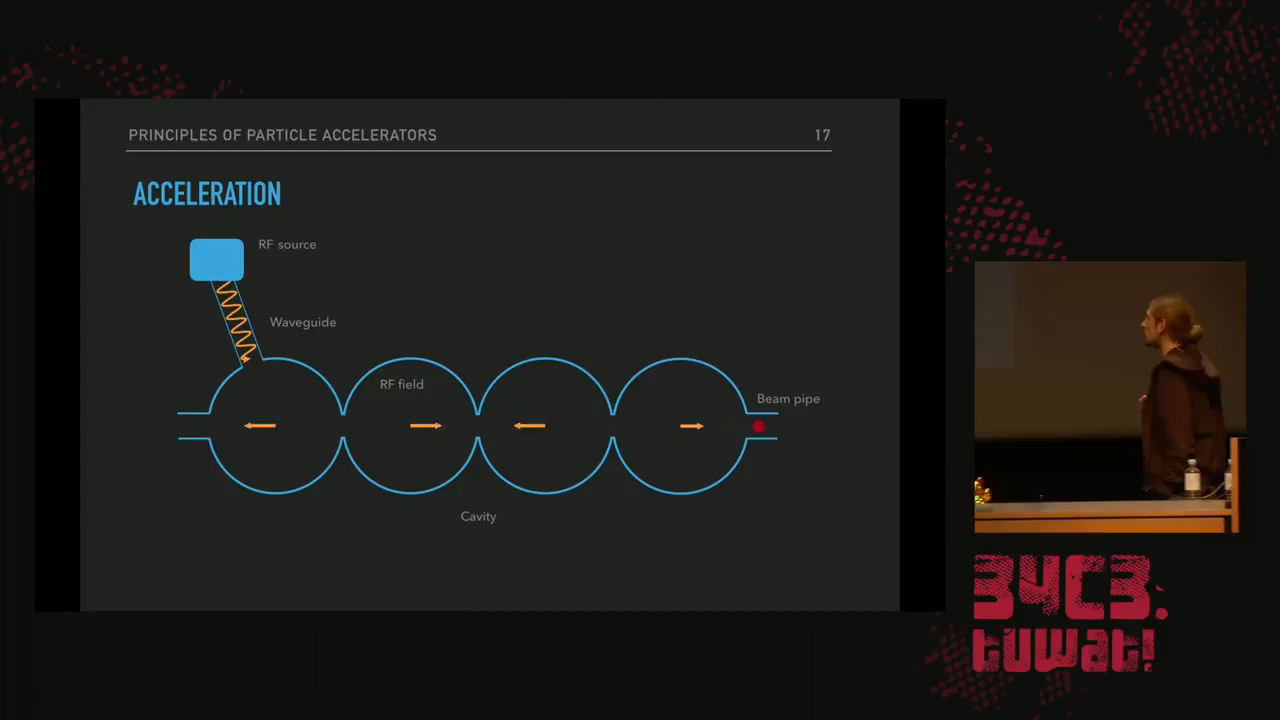 PRINCIPLES OF PARTICLE ACCELERATORS 17
ACCELERATION
RF source
Waveguide
RF field
Beam pipe
Cavity
34C3.
tuwat!